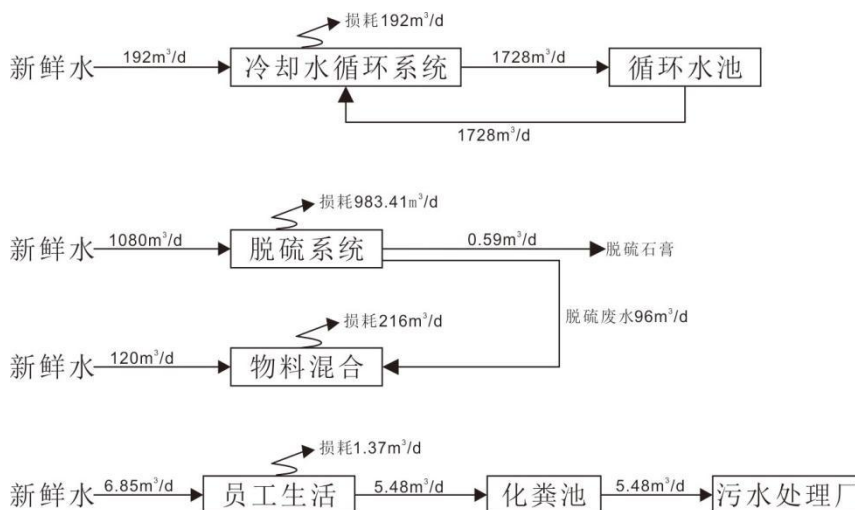 损耗192m³/d
新鲜水 192m³/d 冷却水循环系统 1728m³/d 循环水池
1728m³/d
损耗983.41m³/d
新鲜水 1080m³/d 脱硫系统 0.59m³/d 脱硫石膏
脱硫废水96m³/d
损耗216m³/d
新鲜水 120m³/d 物料混合
损耗1.37m³/d
新鲜水 6.85m³/d 员工生活 5.48m³/d 化粪池 5.48m³/d 污水处理厂